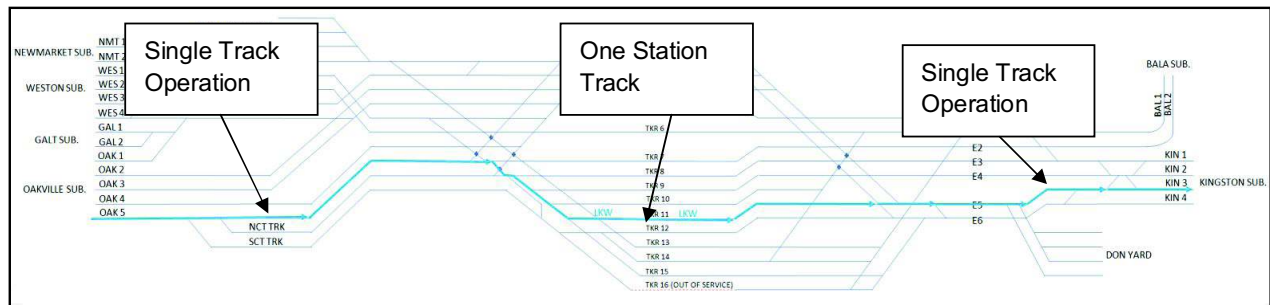 Single Track
Operation
One Station
Track
Single Track
Operation
NEWMARKET SUB.
NMT 1
NMT 2
WESTON SUB.
WES 1
WES 2
WES 3
WES 4
GALT SUB.
GAL 1
GAL 2
OAKVILLE SUB.
OAK 1
OAK 2
OAK 3
OAK 4
OAK 5
NCT TRK
SCT TRK
TKR 6
TKR 7
TKR 8
TKR 9
TKR 10
LKW TKR 11 LKW
TKR 12
TKR 13
TKR 14
TKR 15
TKR 16 (OUT OF SERVICE)
E2
E3
E4
E5
E6
BALA SUB.
BAL 1
BAL 2
KIN 1
KIN 2
KIN 3
KIN 4
KINGSTON SUB.
DON YARD